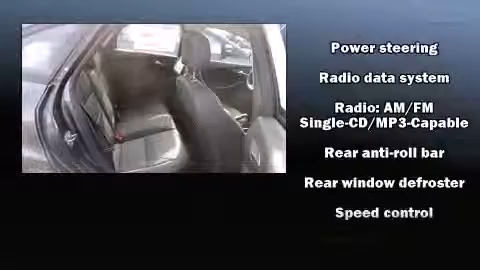 Power steering
Radio data system
Radio: AM/FM
Single-CD/MP3-Capable
Rear anti-roll bar
Rear window defroster
Speed control